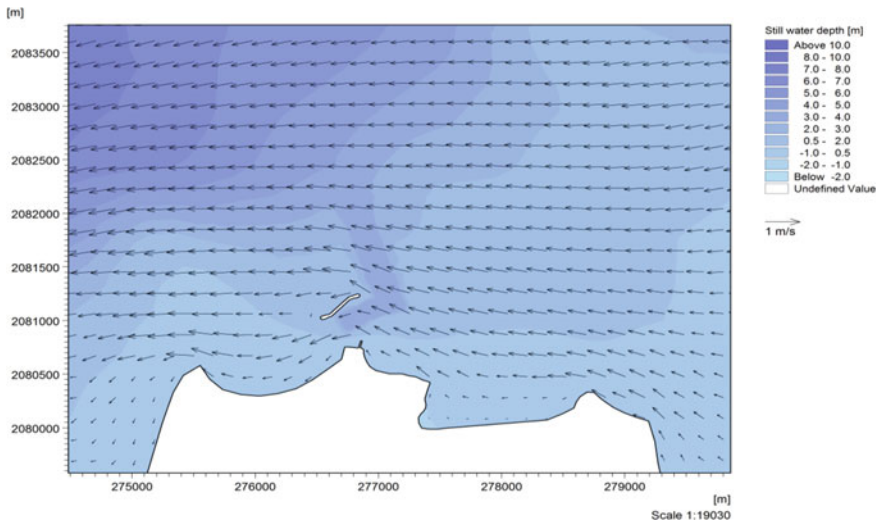 [m]
2083500
2083000
2082500
2082000
2081500
2081000
2080500
2080000
275000 276000 277000 278000 279000
[m]
Scale 1:19030
Still water depth [m]
Above 10.0
8.0 - 10.0
7.0 - 8.0
6.0 - 7.0
5.0 - 6.0
4.0 - 5.0
3.0 - 4.0
2.0 - 3.0
0.5 - 2.0
-1.0 - 0.5
-2.0 - -1.0
Below -2.0
Undefined Value
1 m/s